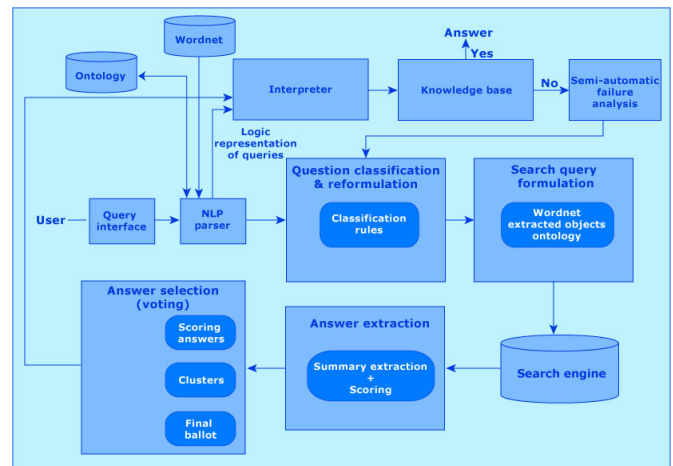 Wordnet
Answer
Yes
Ontology
Interpreter
Knowledge base
No
Semi-automatic
failure
analysis
Logic
representation
of queries
Question classification
& reformulation
Classification
rules
Search query
formulation
Wordnet
extracted objects
ontology
User
Query
interface
NLP
parser
Answer selection
(voting)
Scoring
answers
Clusters
Final
ballot
Answer extraction
Summary extraction
+
Scoring
Search engine